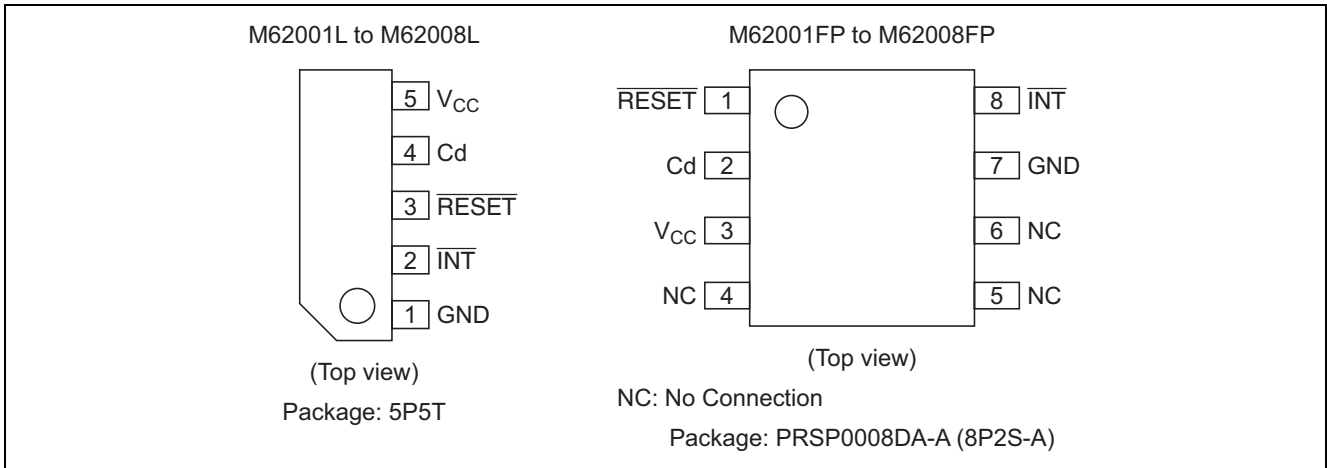 M62001L to M62008L
5 VCC
4 Cd
3 RESET
2 INT
1 GND
(Top view)
Package: 5P5T
M62001FP to M62008FP
RESET 1
8 INT
Cd 2
7 GND
VCC 3
6 NC
NC 4
5 NC
(Top view)
NC: No Connection
Package: PRSP0008DA-A (8P2S-A)